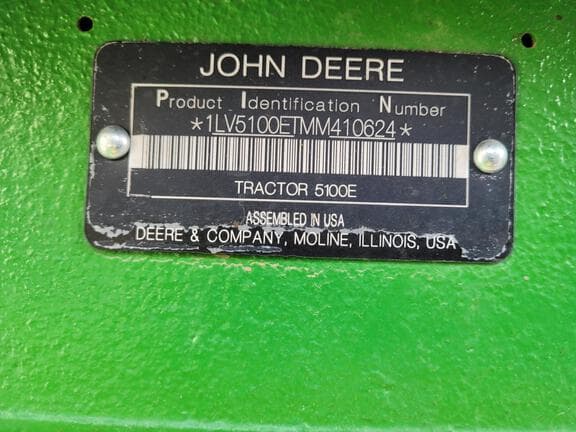 JOHN DEERE
Product Identification Number
*1LV5100ETMM410624*
TRACTOR 5100E
ASSEMBLED IN USA
DEERE & COMPANY, MOLINE, ILLINOIS, USA